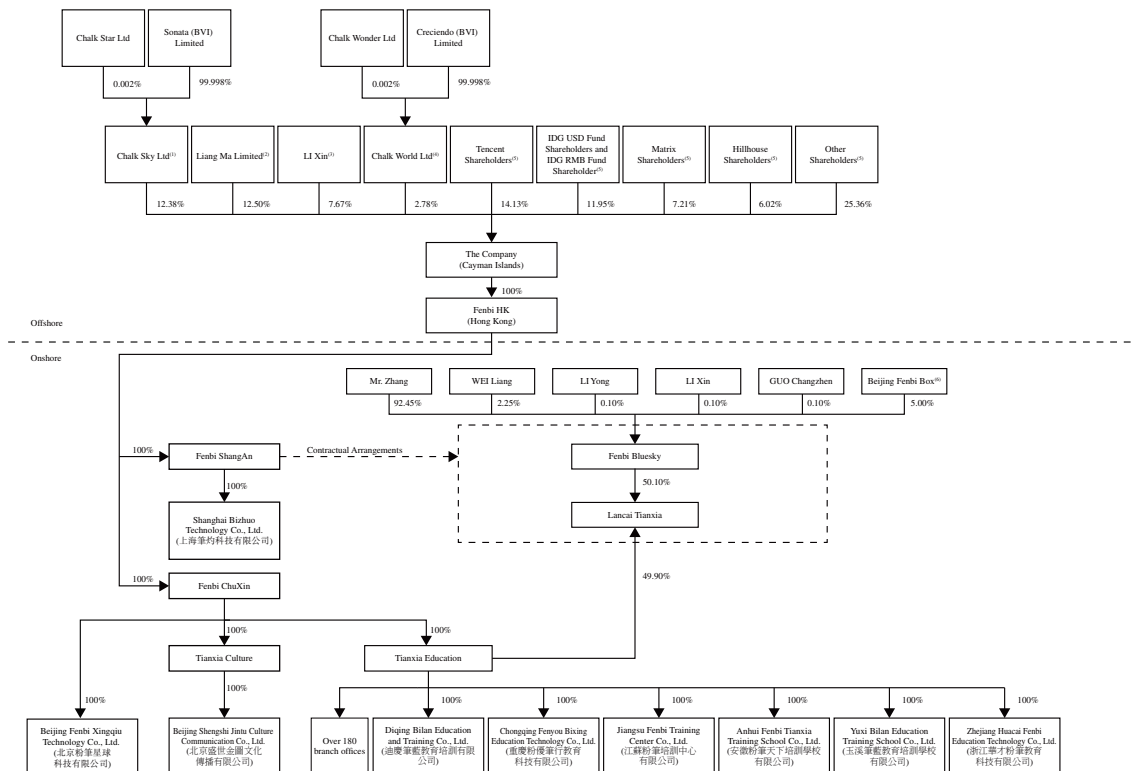 Chalk Star Ltd
Sonata (BVI)
Limited
Chalk Wonder Ltd
Creciendo (BVI)
Limited
0.002%
99.998%
0.002%
99.998%
Chalk Sky Ltd(1)
Liang Ma Limited(2)
LI Xin(3)
Chalk World Ltd(4)
Tencent
Shareholders(5)
IDG USD Fund
Shareholders and
IDG RMB Fund
Shareholder(5)
Matrix
Shareholders(5)
Hillhouse
Shareholders(5)
Other
Shareholders(5)
12.38%
12.50%
7.67%
2.78%
14.13%
11.95%
7.21%
6.02%
25.36%
The Company
(Cayman Islands)
100%
Fenbi HK
(Hong Kong)
Offshore
Onshore
Mr. Zhang
WEI Liang
LI Yong
LI Xin
GUO Changzhen
Beijing Fenbi Box(6)
92.45%
2.25%
0.10%
0.10%
0.10%
5.00%
100%
Fenbi ShangAn
Contractual Arrangements
Fenbi Bluesky
100%
50.10%
Shanghai Bizhuo
Technology Co., Ltd.
(上海筆灼科技有限公司)
Lancai Tianxia
100%
Fenbi ChuXin
49.90%
100%
100%
Tianxia Culture
Tianxia Education
100%
100%
100%
100%
100%
100%
100%
100%
Beijing Fenbi Xingqiu
Technology Co., Ltd.
(北京粉筆星球
科技有限公司)
Beijing Shengshi Jintu Culture
Communication Co., Ltd.
(北京盛世金圖文化
傳播有限公司)
Over 180
branch offices
Diqing Bilan Education
and Training Co., Ltd.
(迪慶筆藍教育培訓有限
公司)
Chongqing Fenyou Bixing
Education Technology Co., Ltd.
(重慶粉優筆行教育
科技有限公司)
Jiangsu Fenbi Training
Center Co., Ltd.
(江蘇粉筆培訓中心
有限公司)
Anhui Fenbi Tianxia
Training School Co., Ltd.
(安徽粉筆天下培訓學校
有限公司)
Yuxi Bilan Education
Training School Co., Ltd.
(玉溪筆藍教育培訓學校
有限公司)
Zhejiang Huacai Fenbi
Education Technology Co., Ltd.
(浙江華才粉筆教育
科技有限公司)